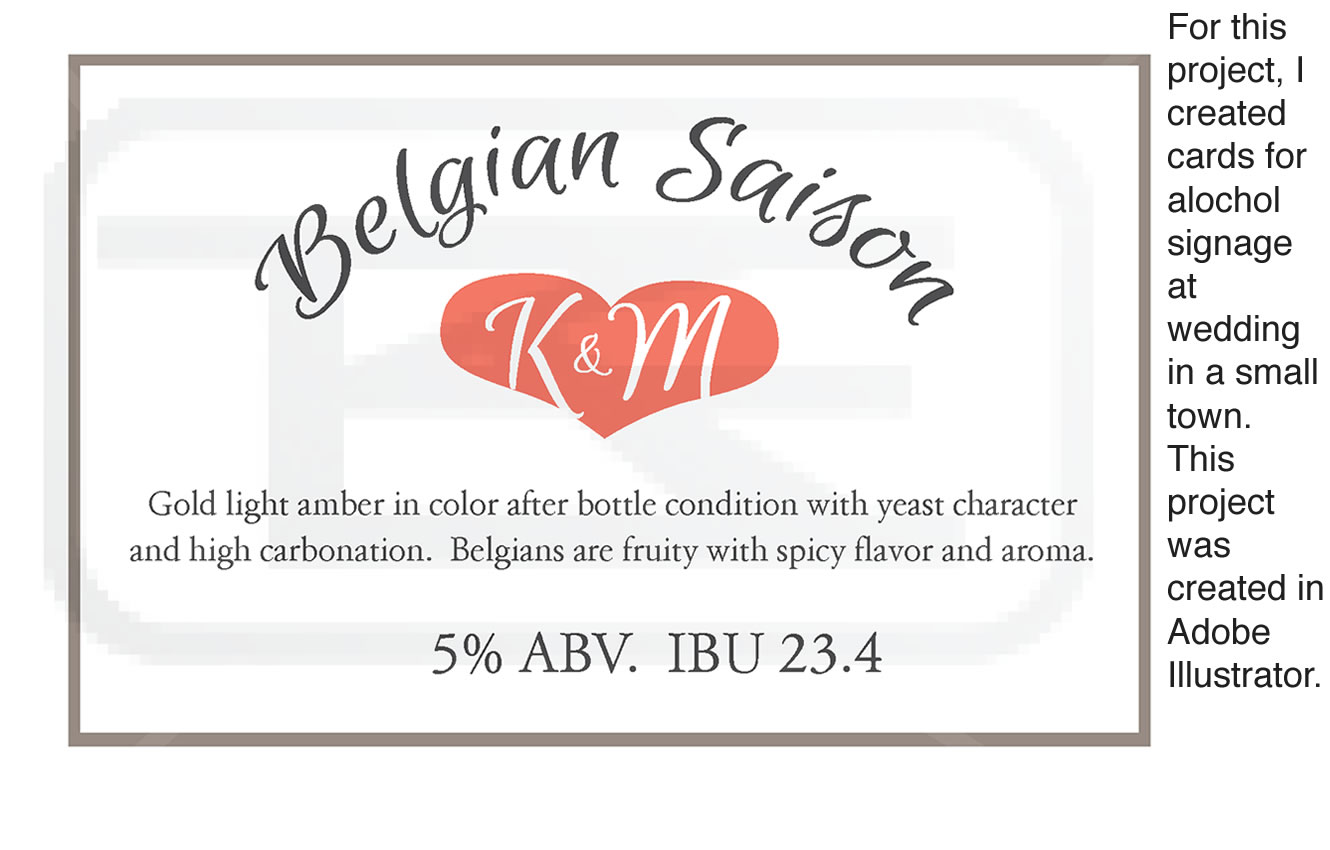 Belgian Saison
K & M
Gold light amber in color after bottle condition with yeast character
and high carbonation.  Belgians are fruity with spicy flavor and aroma.
5% ABV.  IBU 23.4
For this
project, I
created
cards for
alochol
signage
at
wedding
in a small
town.
This
project
was
created in
Adobe
Illustrator.